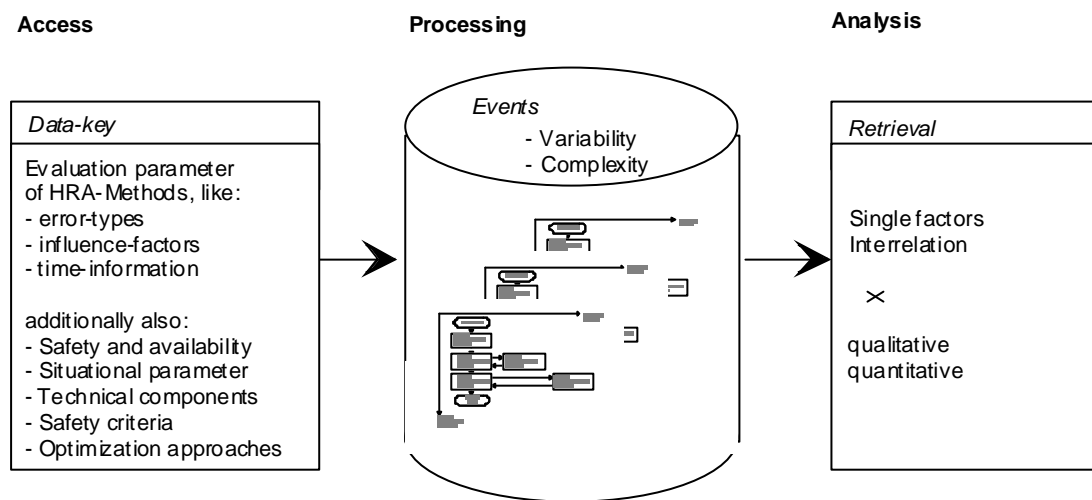 Access
Processing
Analysis
Data-key
Evaluation parameter
of HRA-Methods, like:
- error-types
- influence-factors
- time-information
additionally also:
- Safety and availability
- Situational parameter
- Technical components
- Safety criteria
- Optimization approaches
Events
- Variability
- Complexity
Retrieval
Single factors
Interrelation
×
qualitative
quantitative